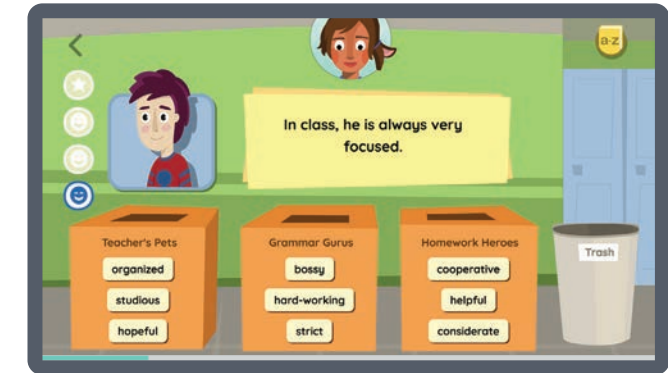 a-z
In class, he is always very
focused.
Teacher's Pets
organized
studious
hopeful
Grammar Gurus
bossy
hard-working
strict
Homework Heroes
cooperative
helpful
considerate
Trash